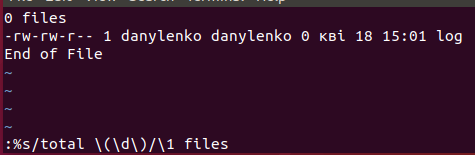 0 files
-rw-rw-r-- 1 danylenko danylenko 0 кві 18 15:01 log
End of File
~
~
~
~
:%s/total \(\d\)/\1 files